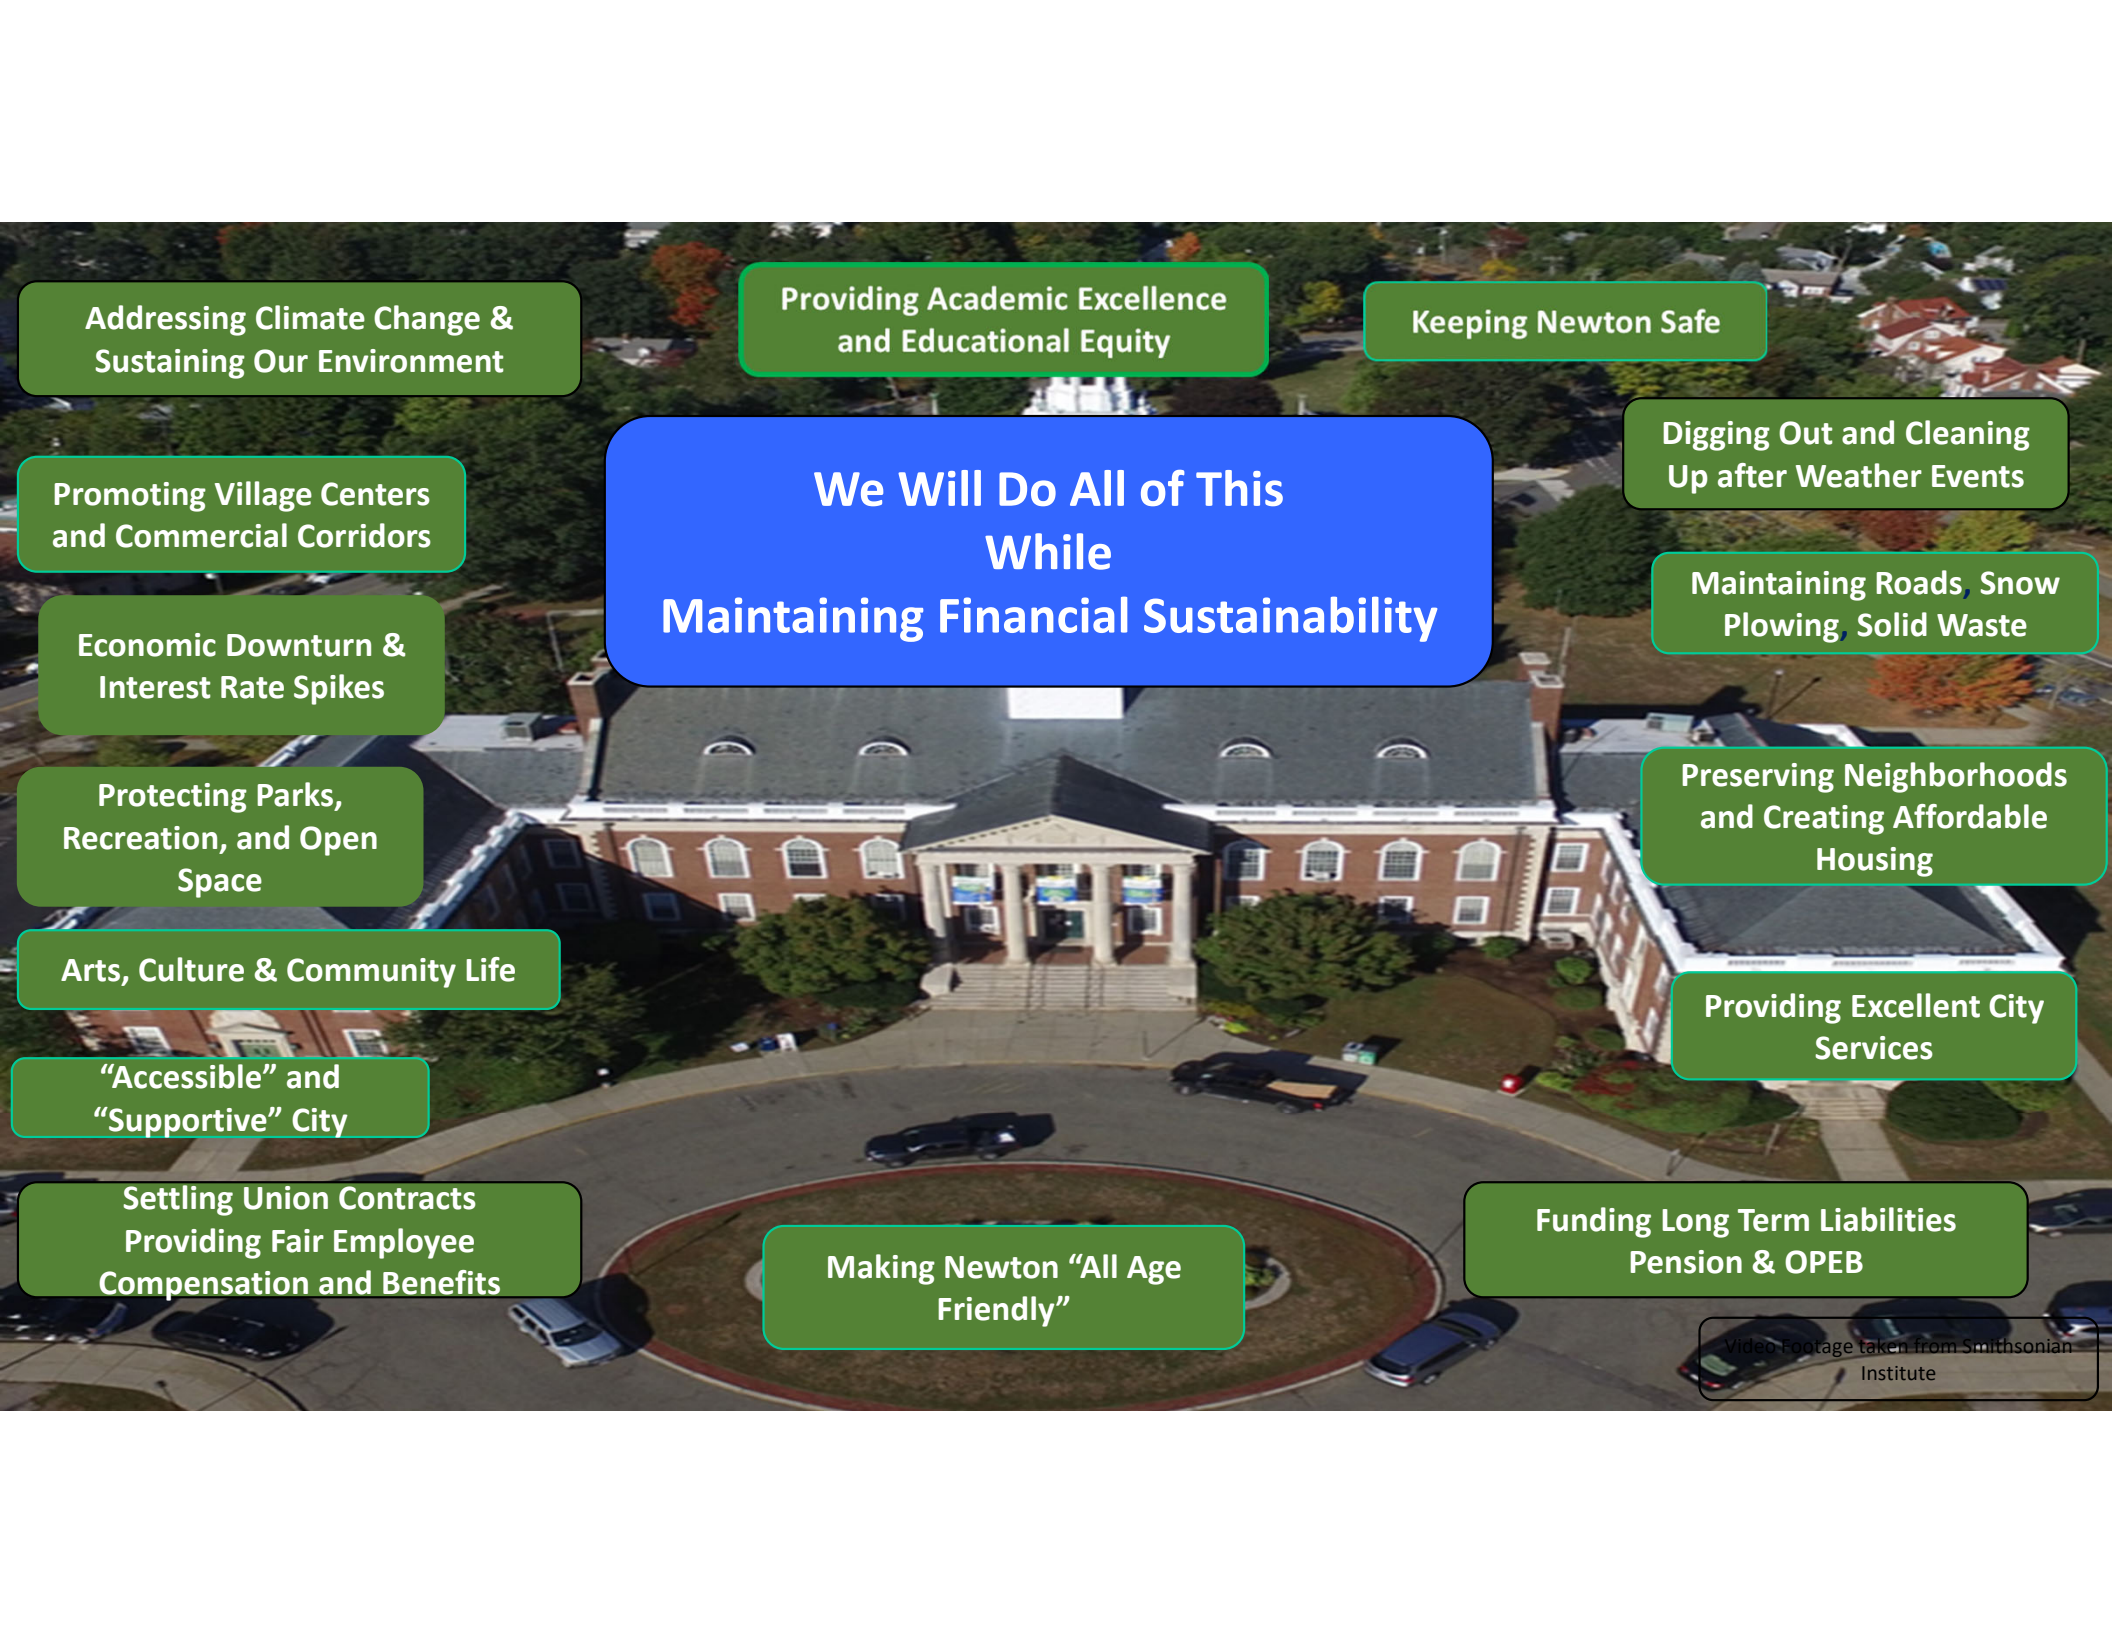 Addressing Climate Change &
Sustaining Our Environment
Providing Academic Excellence
and Educational Equity
Keeping Newton Safe
We Will Do All of This
While
Maintaining Financial Sustainability
Digging Out and Cleaning
Up after Weather Events
Promoting Village Centers
and Commercial Corridors
Maintaining Roads, Snow
Plowing, Solid Waste
Economic Downturn &
Interest Rate Spikes
Protecting Parks,
Recreation, and Open
Space
Preserving Neighborhoods
and Creating Affordable
Housing
Arts, Culture & Community Life
Providing Excellent City
Services
“Accessible” and
“Supportive” City
Settling Union Contracts
Providing Fair Employee
Compensation and Benefits
Making Newton “All Age
Friendly”
Funding Long Term Liabilities
Pension & OPEB
Video Footage taken from Smithsonian
Institute